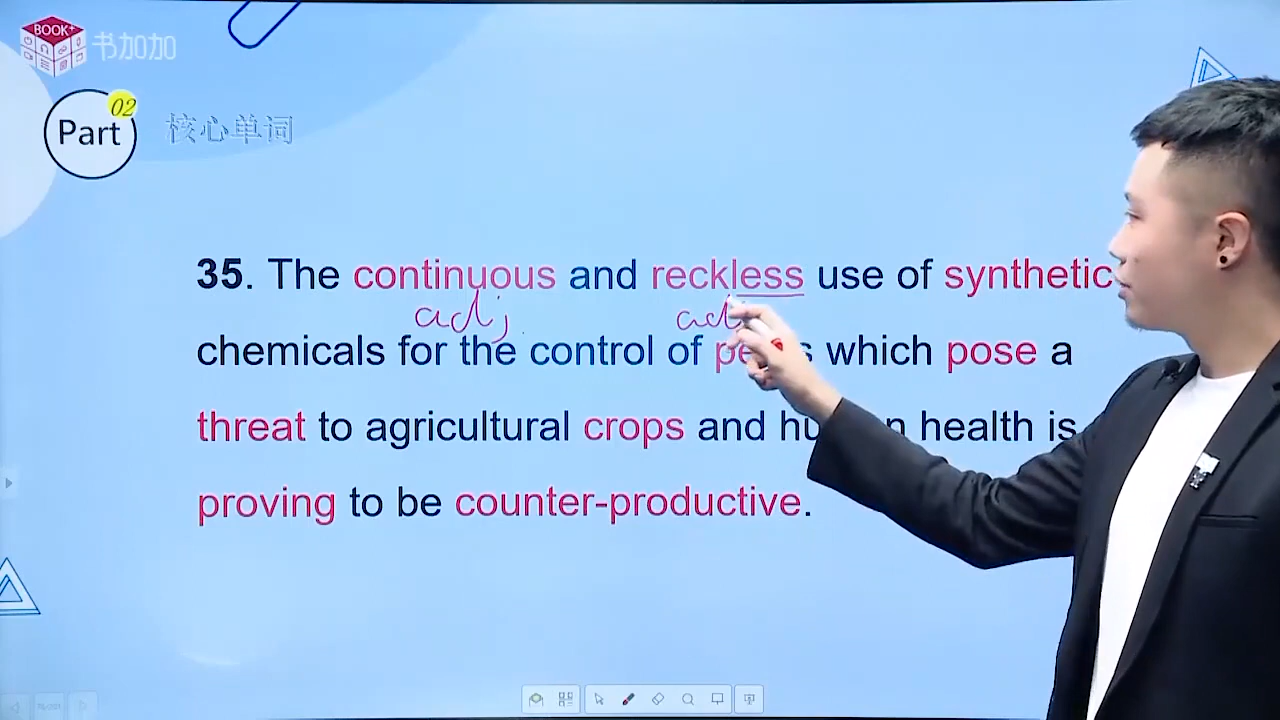 BOOK+
书加加
Part
02
核心单词
35. The continuous and reckless use of synthetic
adj. adj
chemicals for the control of pests which pose a
threat to agricultural crops and human health is
proving to be counter-productive.